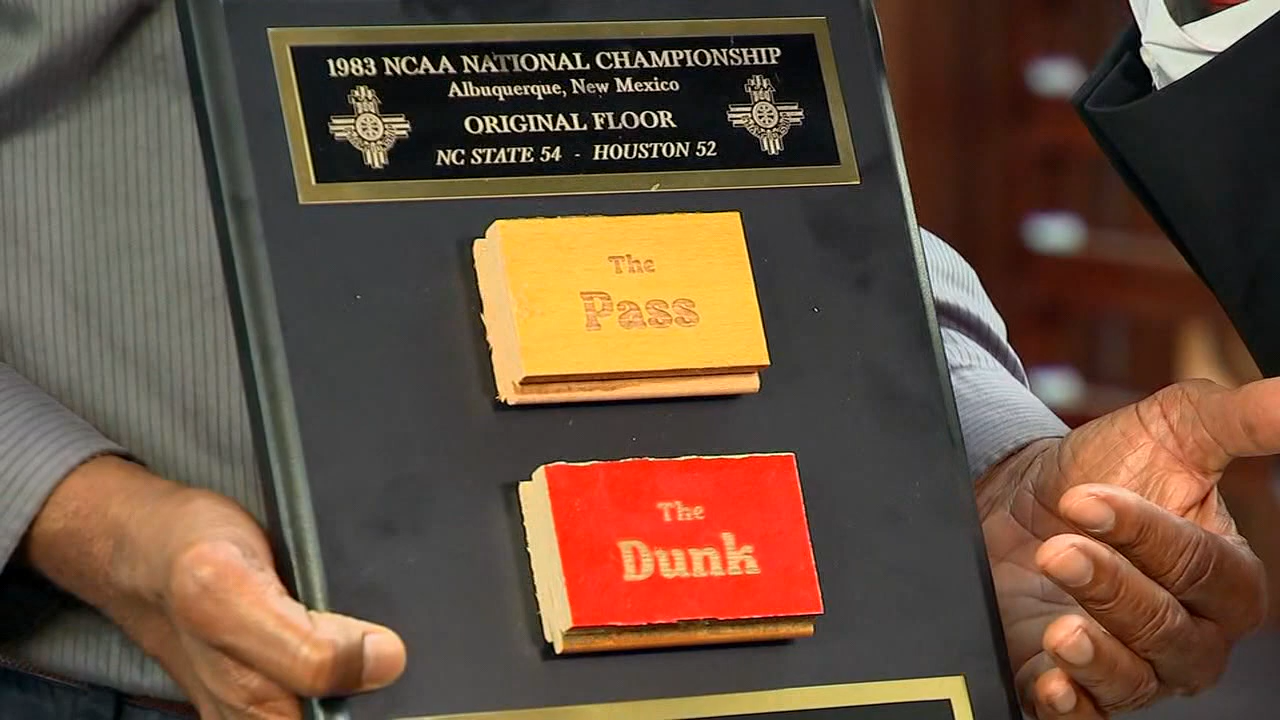 1983 NCAA NATIONAL CHAMPIONSHIP
Albuquerque, New Mexico
ORIGINAL FLOOR
NC STATE 54 - HOUSTON 52
The
Pass
The
Dunk